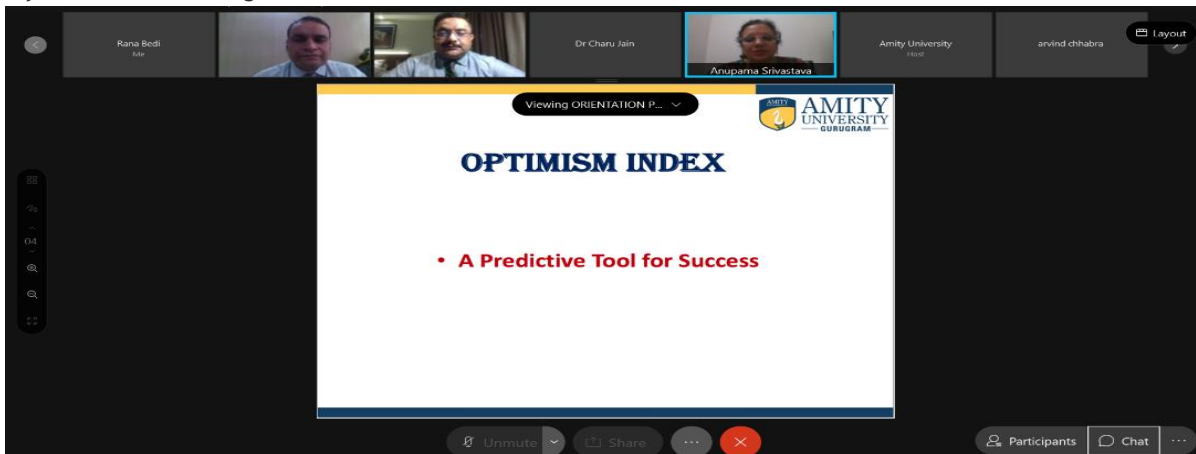 Rana Bedi
Me
Dr Charu Jain
Anupama Srivastava
Amity University
Host
arvind chhabra
Layout
Viewing ORIENTATION P...
AMITY
AMITY
UNIVERSITY
GURUGRAM
OPTIMISM INDEX
• A Predictive Tool for Success
04
Unmute
Share
Participants
Chat